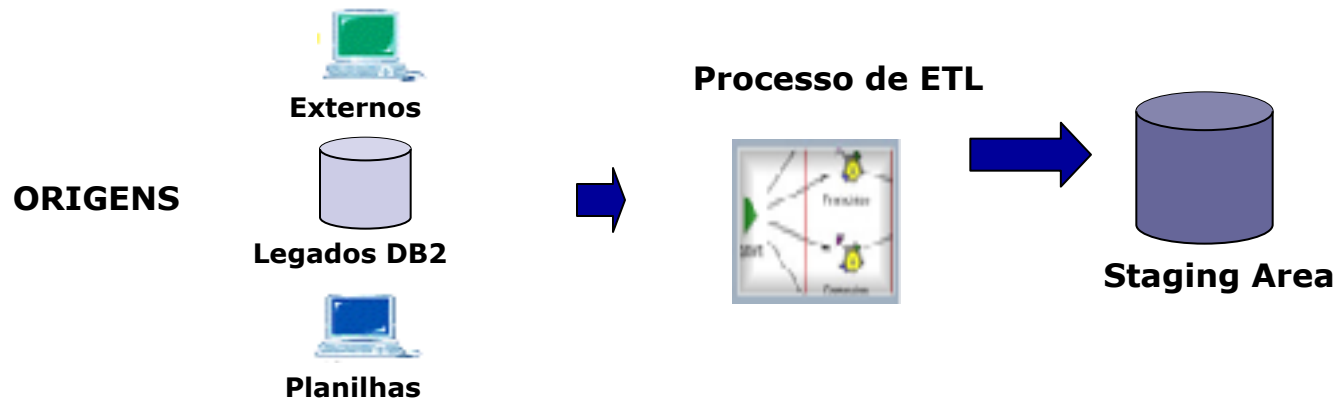 Externos
Processo de ETL
ORIGENS
Legados DB2
Staging Area
Planilhas